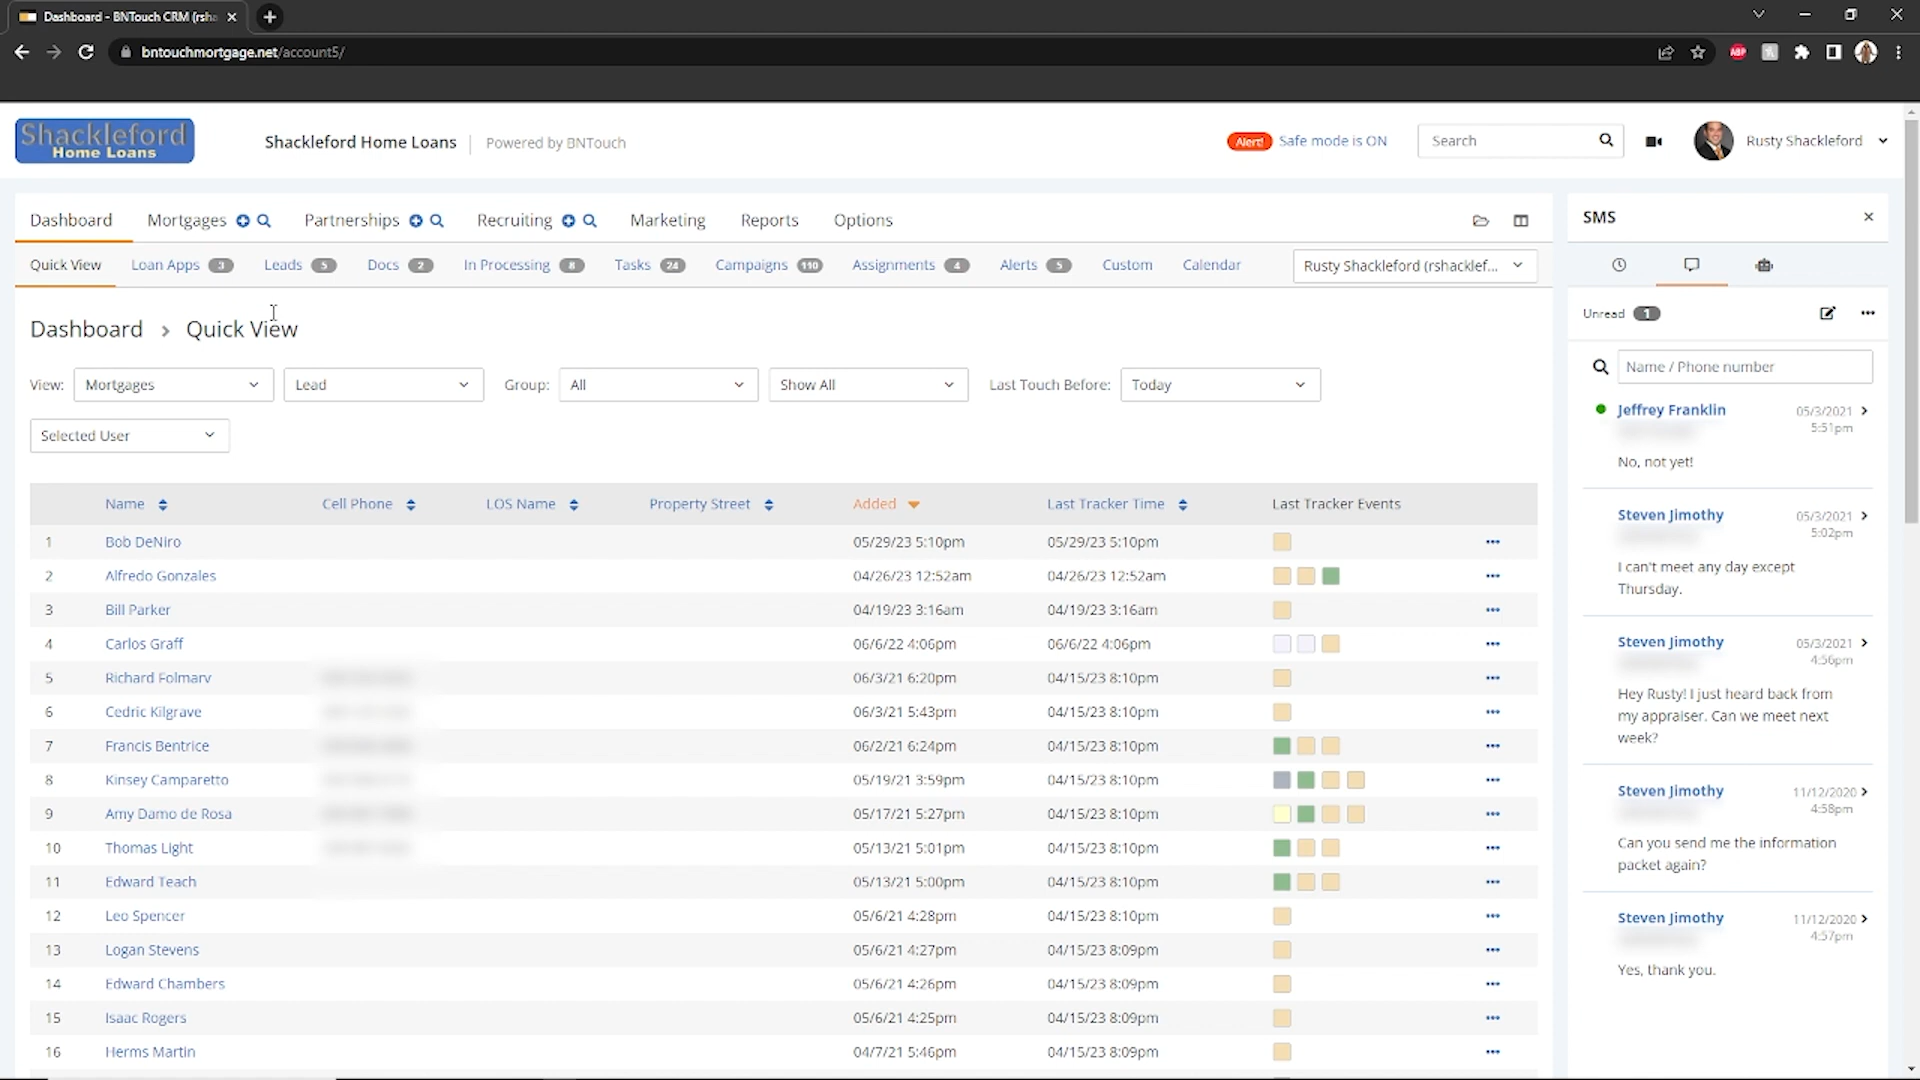 Dashboard - BNTouch CRM (rsha
bntouchmortgage.net/account5/
ABP
Shackleford
Home Loans
Shackleford Home Loans
Powered by BNTouch
Alert! Safe mode is ON
Search
Rusty Shackleford
Dashboard
Mortgages
Partnerships
Recruiting
Marketing
Reports
Options
Quick View
Loan Apps 3
Leads 5
Docs 2
In Processing 8
Tasks 24
Campaigns 110
Assignments 4
Alerts 5
Custom
Calendar
Rusty Shackleford (rshacklef...
Dashboard > Quick View
View: Mortgages Lead Group: All Show All Last Touch Before: Today
Selected User
Name Cell Phone LOS Name Property Street Added Last Tracker Time Last Tracker Events
1 Bob DeNiro 05/29/23 5:10pm 05/29/23 5:10pm
2 Alfredo Gonzales 04/26/23 12:52am 04/26/23 12:52am
3 Bill Parker 04/19/23 3:16am 04/19/23 3:16am
4 Carlos Graff 06/6/22 4:06pm 06/6/22 4:06pm
5 Richard Folmarv 06/3/21 6:20pm 04/15/23 8:10pm
6 Cedric Kilgrave 06/3/21 5:43pm 04/15/23 8:10pm
7 Francis Bentrice 06/2/21 6:24pm 04/15/23 8:10pm
8 Kinsey Camparetto 05/19/21 3:59pm 04/15/23 8:10pm
9 Amy Damo de Rosa 05/17/21 5:27pm 04/15/23 8:10pm
10 Thomas Light 05/13/21 5:01pm 04/15/23 8:10pm
11 Edward Teach 05/13/21 5:00pm 04/15/23 8:10pm
12 Leo Spencer 05/6/21 4:28pm 04/15/23 8:10pm
13 Logan Stevens 05/6/21 4:27pm 04/15/23 8:09pm
14 Edward Chambers 05/6/21 4:26pm 04/15/23 8:09pm
15 Isaac Rogers 05/6/21 4:25pm 04/15/23 8:09pm
16 Herms Martin 04/7/21 5:46pm 04/15/23 8:09pm
SMS
Unread 1
Name / Phone number
Jeffrey Franklin 05/3/2021
5:51pm
No, not yet!
Steven Jimothy 05/3/2021
5:02pm
I can't meet any day except
Thursday.
Steven Jimothy 05/3/2021
4:56pm
Hey Rusty! I just heard back from
my appraiser. Can we meet next
week?
Steven Jimothy 11/12/2020
4:58pm
Can you send me the information
packet again?
Steven Jimothy 11/12/2020
4:57pm
Yes, thank you.